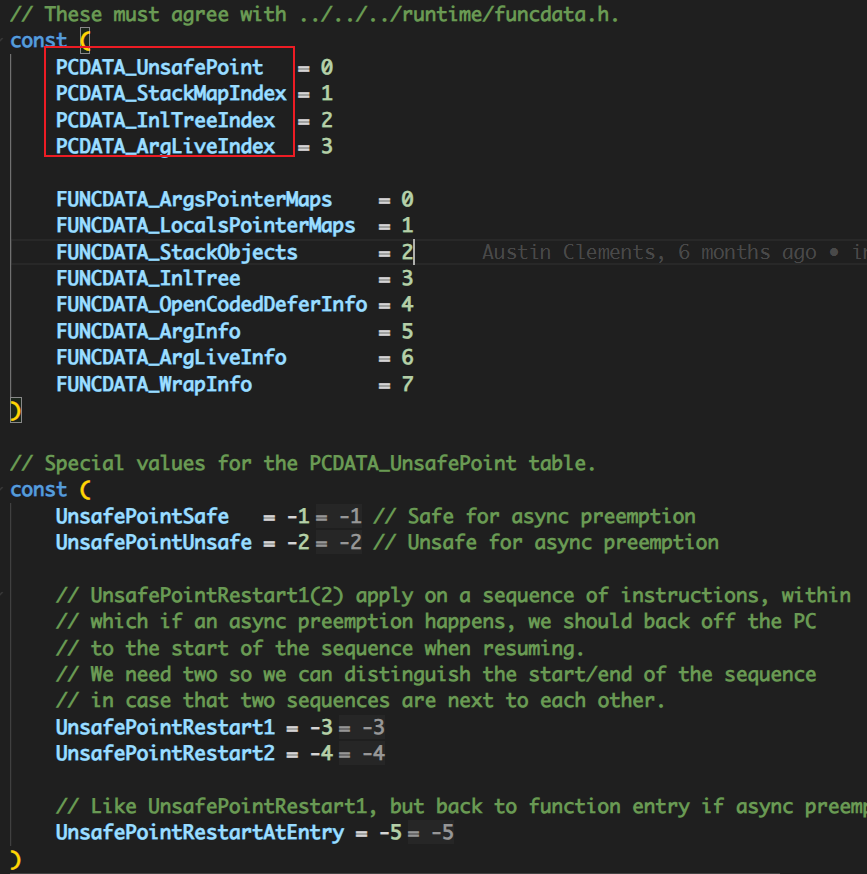 // These must agree with ../../../runtime/funcdata.h.
const (
PCDATA_UnsafePoint = 0
PCDATA_StackMapIndex = 1
PCDATA_InlTreeIndex = 2
PCDATA_ArgLiveIndex = 3
FUNCDATA_ArgsPointerMaps = 0
FUNCDATA_LocalsPointerMaps = 1
FUNCDATA_StackObjects = 2 Austin Clements, 6 months ago •
FUNCDATA_InlTree = 3
FUNCDATA_OpenCodedDeferInfo = 4
FUNCDATA_ArgInfo = 5
FUNCDATA_ArgLiveInfo = 6
FUNCDATA_WrapInfo = 7
)
// Special values for the PCDATA_UnsafePoint table.
const (
UnsafePointSafe = -1 = -1 // Safe for async preemption
UnsafePointUnsafe = -2 = -2 // Unsafe for async preemption
// UnsafePointRestart1(2) apply on a sequence of instructions, within
// which if an async preemption happens, we should back off the PC
// to the start of the sequence when resuming.
// We need two so we can distinguish the start/end of the sequence
// in case that two sequences are next to each other.
UnsafePointRestart1 = -3 = -3
UnsafePointRestart2 = -4 = -4
// Like UnsafePointRestart1, but back to function entry if async preemp
UnsafePointRestartAtEntry = -5 = -5
)